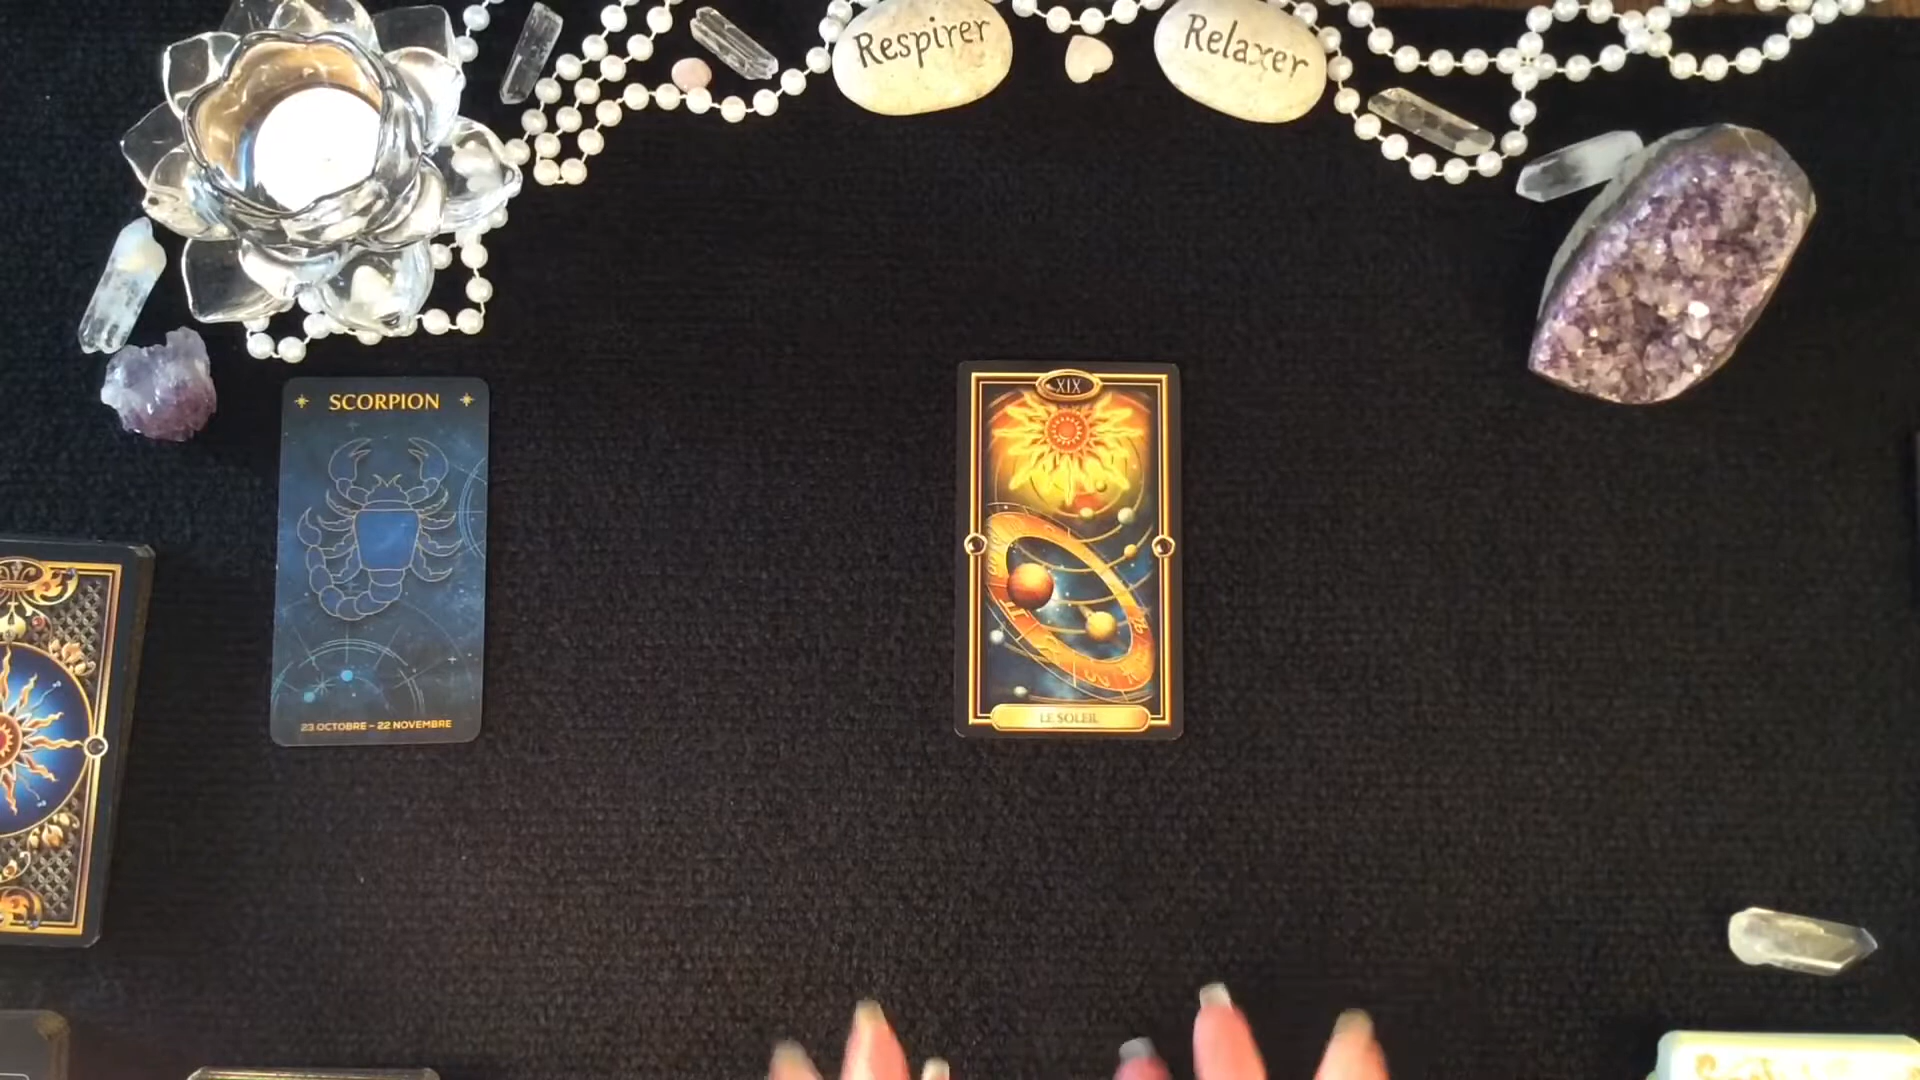 Respirer
Relaxer
SCORPION
23 OCTOBRE – 22 NOVEMBRE
XIX
LE SOLEIL